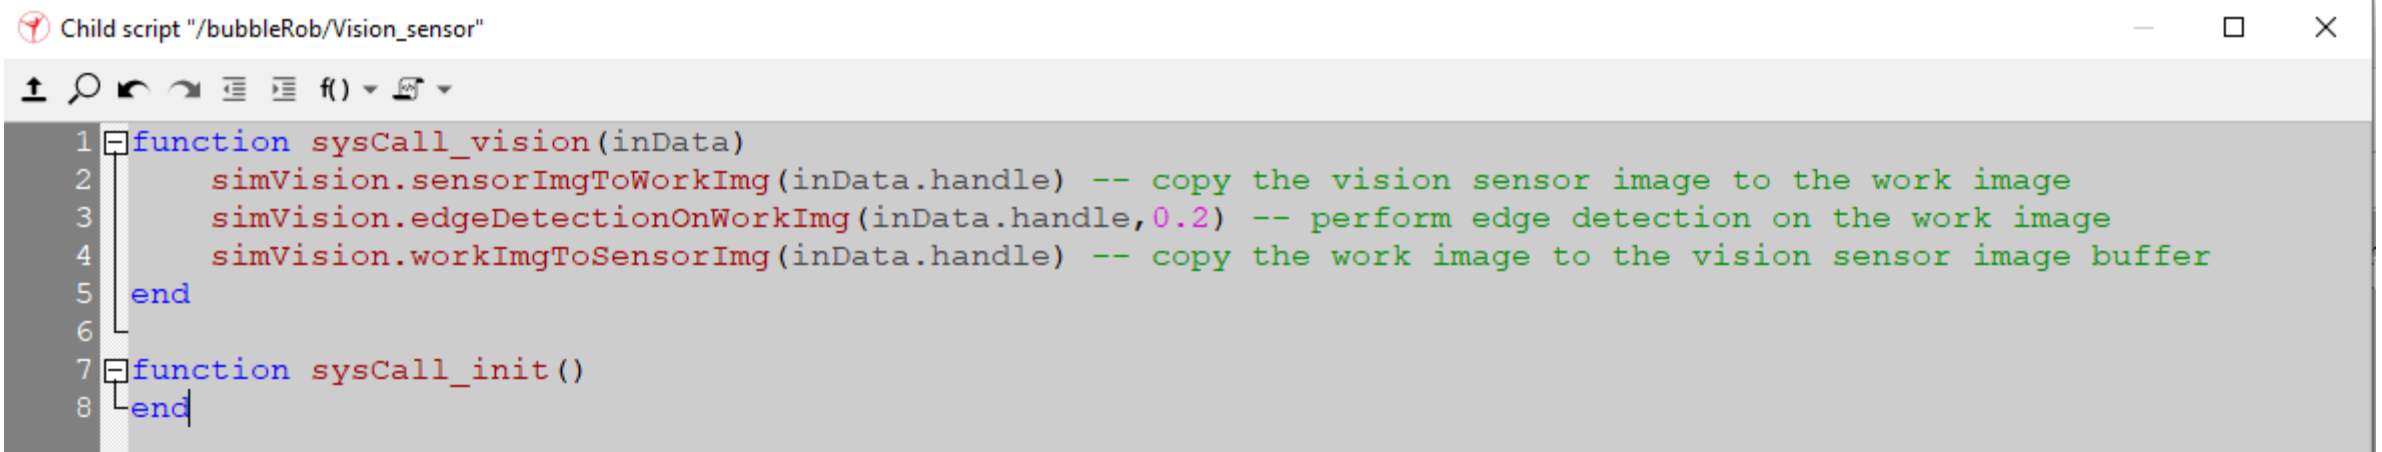 Child script "/bubbleRob/Vision_sensor"
f()
1 function sysCall_vision(inData)
2     simVision.sensorImgToWorkImg(inData.handle) -- copy the vision sensor image to the work image
3     simVision.edgeDetectionOnWorkImg(inData.handle,0.2) -- perform edge detection on the work image
4     simVision.workImgToSensorImg(inData.handle) -- copy the work image to the vision sensor image buffer
5 end
6
7 function sysCall_init()
8 end